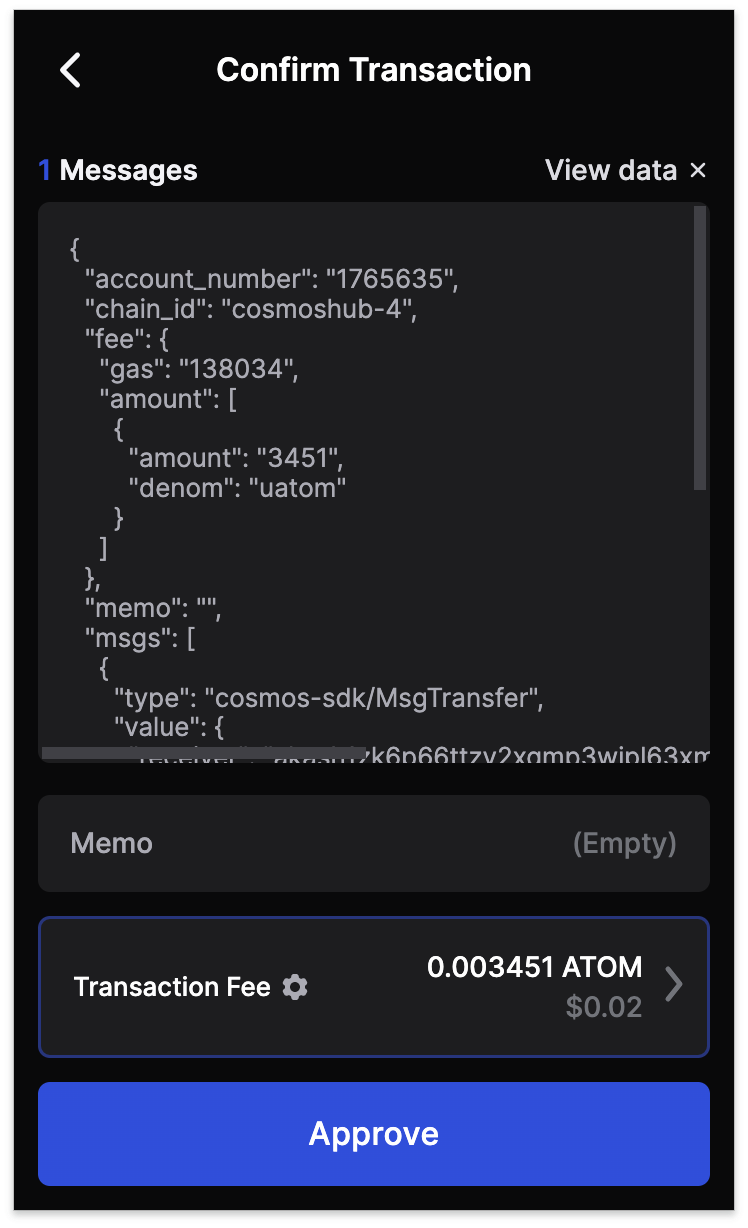 Confirm Transaction
1 Messages
View data ×
{
"account_number": "1765635",
"chain_id": "cosmoshub-4",
"fee": {
"gas": "138034",
"amount": [
{
"amount": "3451",
"denom": "uatom"
}
]
},
"memo": "",
"msgs": [
{
"type": "cosmos-sdk/MsgTransfer",
"value": {
"receiver":
Memo
(Empty)
Transaction Fee
0.003451 ATOM
$0.02
Approve